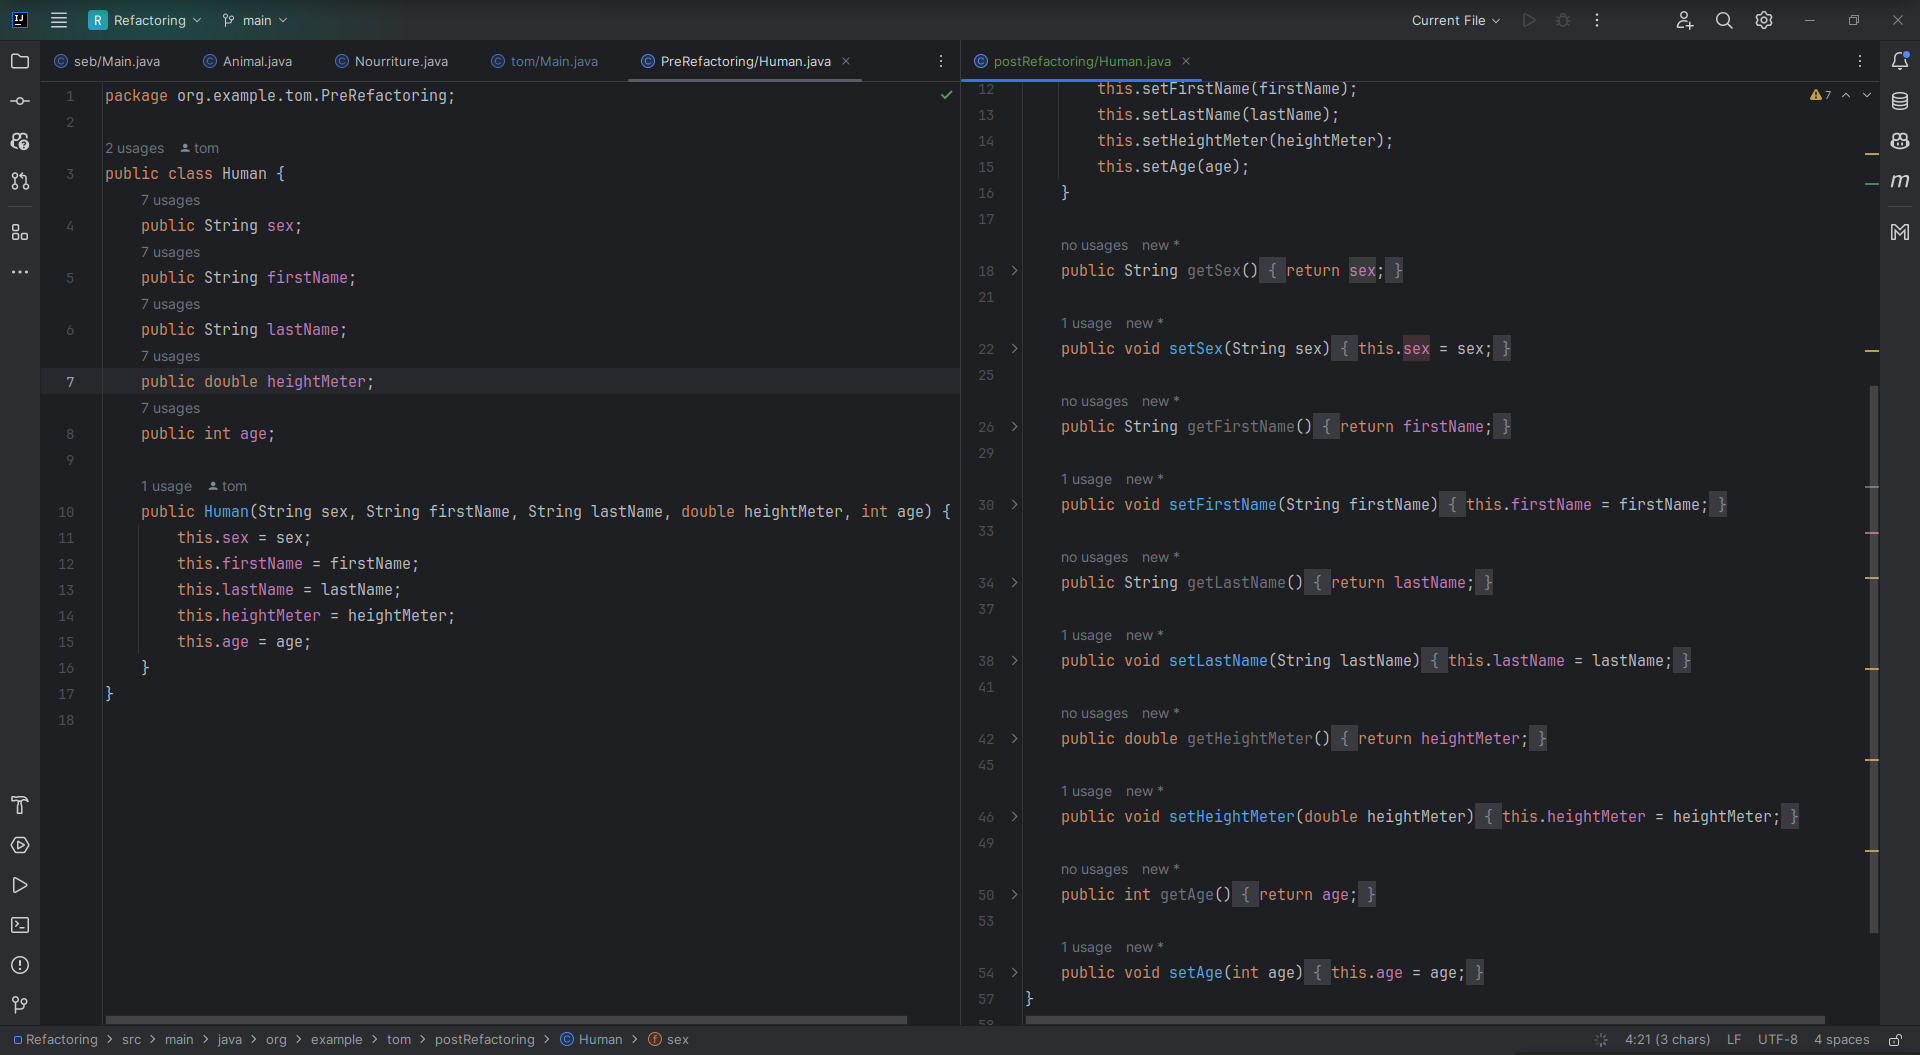 R Refactoring main Current File
seb/Main.java Animal.java Nourriture.java tom/Main.java PreRefactoring/Human.java
1 package org.example.tom.PreRefactoring;
2
2 usages tom
3 public class Human {
7 usages
4 public String sex;
7 usages
5 public String firstName;
7 usages
6 public String lastName;
7 usages
7 public double heightMeter;
7 usages
8 public int age;
9
1 usage tom
10 public Human(String sex, String firstName, String lastName, double heightMeter, int age) {
11 this.sex = sex;
12 this.firstName = firstName;
13 this.lastName = lastName;
14 this.heightMeter = heightMeter;
15 this.age = age;
16 }
17 }
18
postRefactoring/Human.java
7
12 this.setFirstName(firstName);
13 this.setLastName(lastName);
14 this.setHeightMeter(heightMeter);
15 this.setAge(age);
16 }
17
no usages new *
18 public String getSex() { return sex; }
21
1 usage new *
22 public void setSex(String sex) { this.sex = sex; }
25
no usages new *
26 public String getFirstName() { return firstName; }
29
1 usage new *
30 public void setFirstName(String firstName) { this.firstName = firstName; }
33
no usages new *
34 public String getLastName() { return lastName; }
37
1 usage new *
38 public void setLastName(String lastName) { this.lastName = lastName; }
41
no usages new *
42 public double getHeightMeter() { return heightMeter; }
45
1 usage new *
46 public void setHeightMeter(double heightMeter) { this.heightMeter = heightMeter; }
49
no usages new *
50 public int getAge() { return age; }
53
1 usage new *
54 public void setAge(int age) { this.age = age; }
57 }
58
Refactoring > src > main > java > org > example > tom > postRefactoring > Human > sex
4:21 (3 chars) LF UTF-8 4 spaces